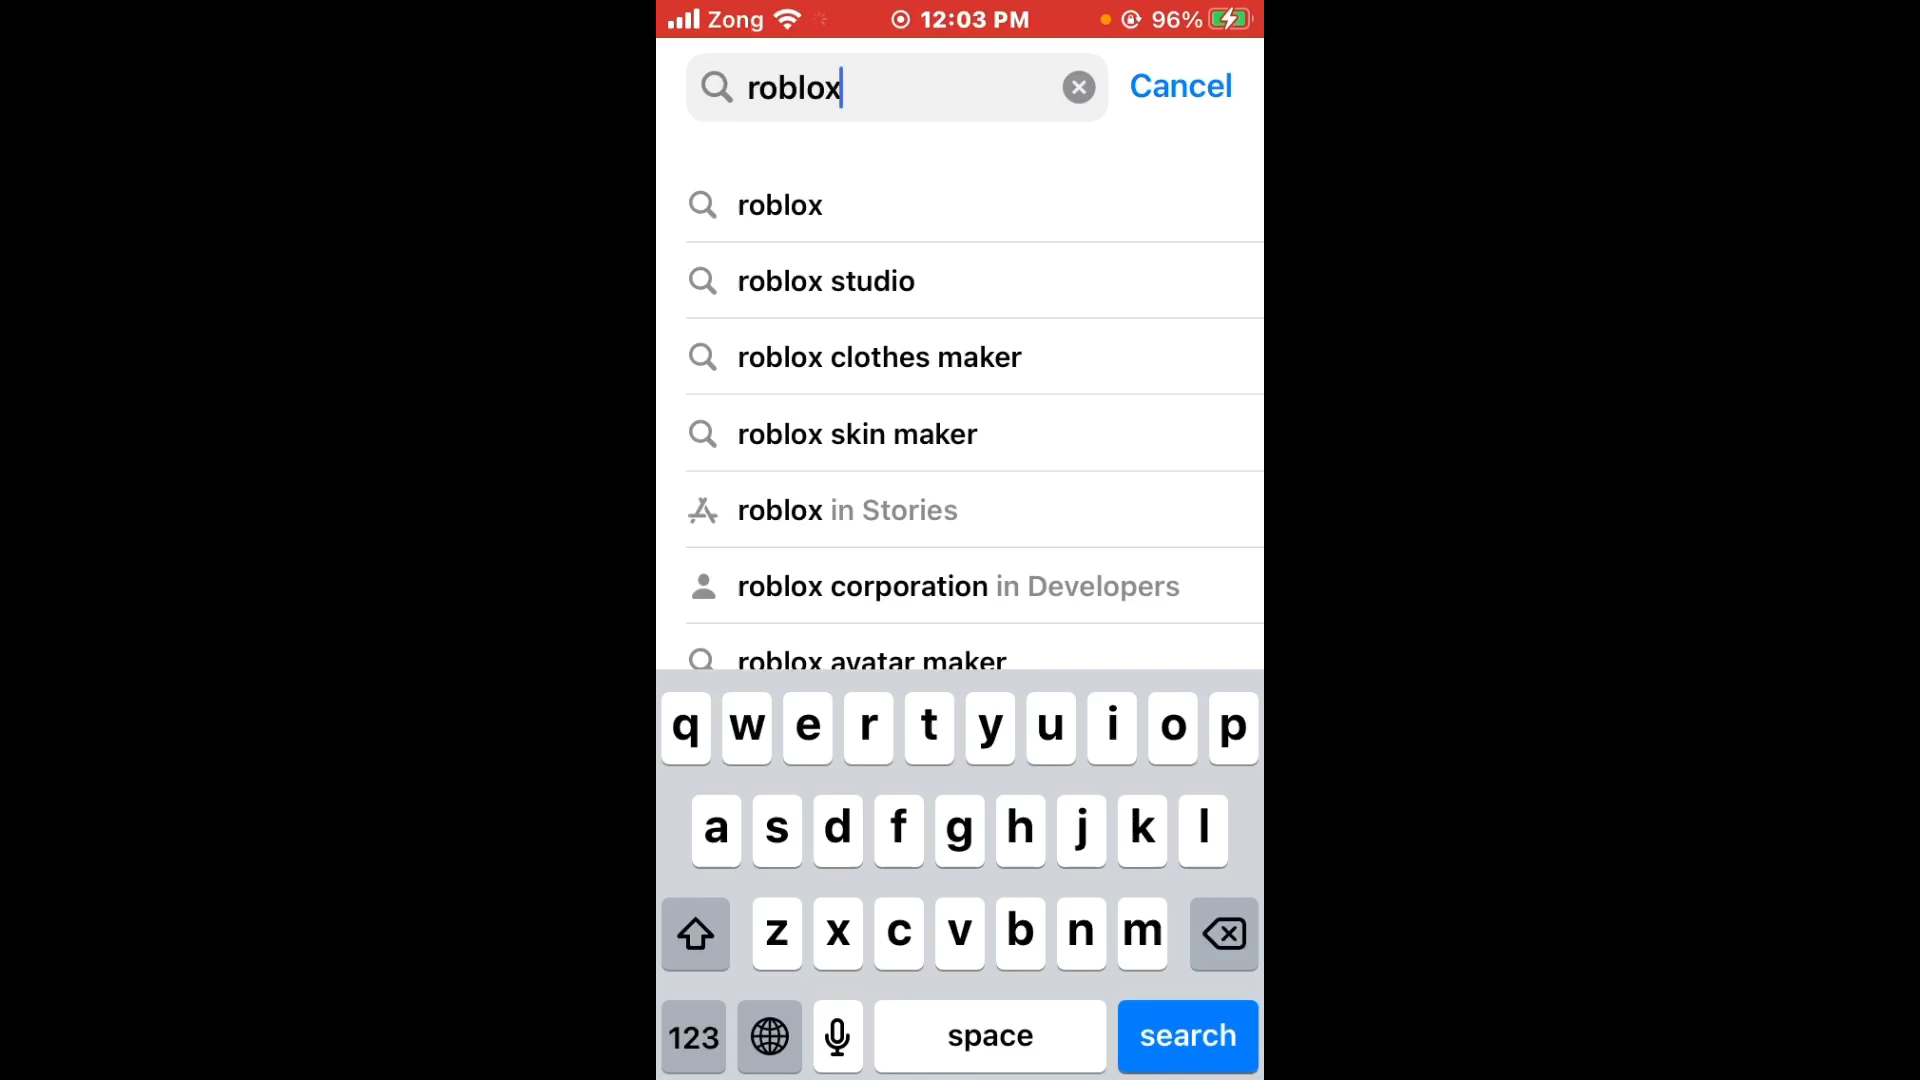 Zong 12:03 PM 96%
roblox Cancel
roblox
roblox studio
roblox clothes maker
roblox skin maker
roblox in Stories
roblox corporation in Developers
roblox avatar maker
q w e r t y u i o p
a s d f g h j k l
z x c v b n m
123 space search